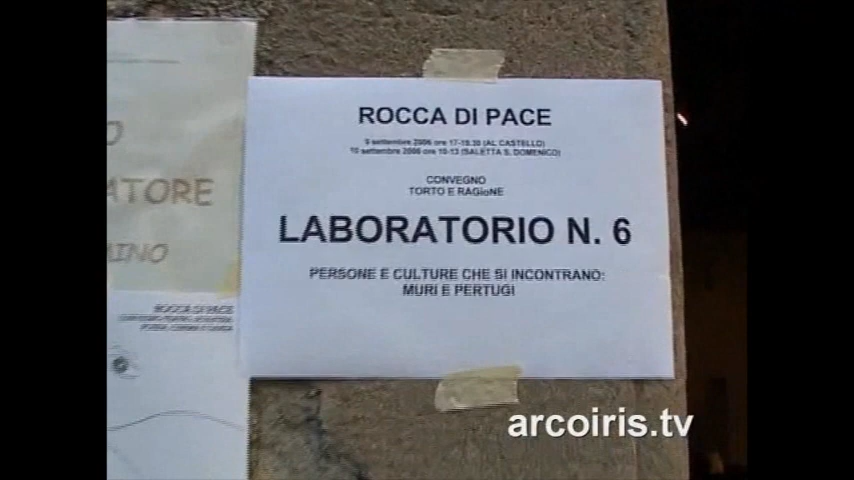 ROCCA DI PACE
9 settembre 2006 ore 17-19.30 (AL CASTELLO)
10 settembre 2006 ore 10-13 (SALETTA S. DOMENICO)
CONVEGNO
TORTO E RAGIoNE
LABORATORIO N. 6
PERSONE E CULTURE CHE SI INCONTRANO:
MURI E PERTUGI
O
ATORE
MINO
ROCCA DI PACE
arcoiris.tv